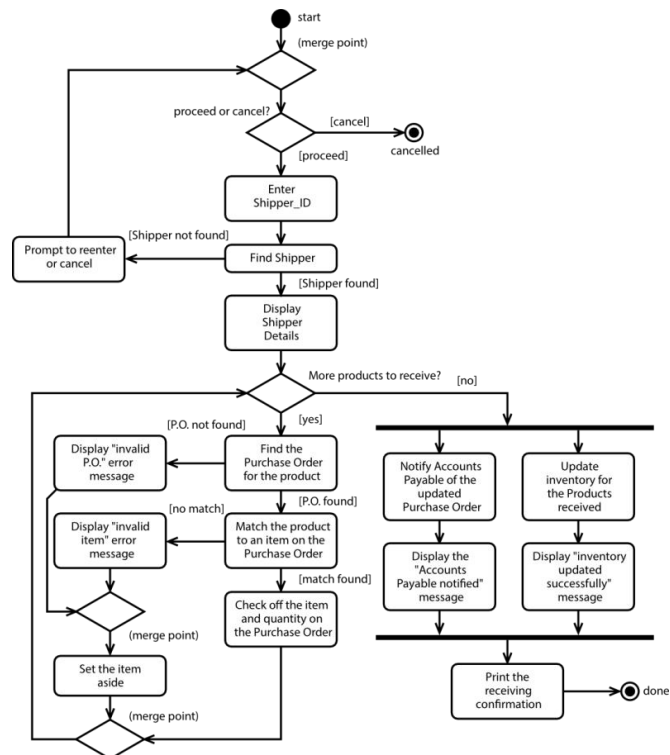 start
(merge point)
proceed or cancel?
[cancel]
cancelled
[proceed]
Enter
Shipper_ID
[Shipper not found]
Prompt to reenter
or cancel
Find Shipper
[Shipper found]
Display
Shipper
Details
More products to receive?
[no]
[yes]
[P.O. not found]
Display "invalid
P.O." error
message
Find the
Purchase Order
for the product
[P.O. found]
[no match]
Display "invalid
item" error
message
Match the product
to an item on the
Purchase Order
[match found]
Check off the item
and quantity on
the Purchase Order
(merge point)
Set the item
aside
(merge point)
Notify Accounts
Payable of the
updated
Purchase Order
Update
inventory for
the Products
received
Display the
"Accounts
Payable notified"
message
Display "inventory
updated
successfully"
message
Print the
receiving
confirmation
done